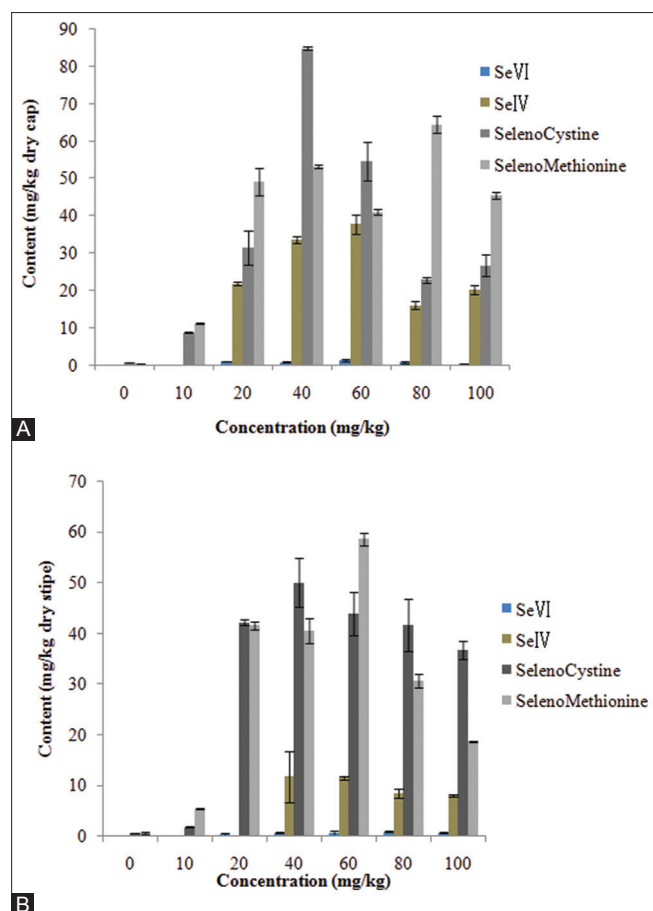 90
80
70
60
50
40
30
20
10
0
Content (mg/kg dry cap)
SeⅥ
SeⅣ
SelenoCystine
SelenoMethionine
0 10 20 40 60 80 100
Concentration (mg/kg)
A
70
60
50
40
30
20
10
0
Content (mg/kg dry stipe)
SeⅥ
SeⅣ
SelenoCystine
SelenoMethionine
0 10 20 40 60 80 100
Concentration (mg/kg)
B